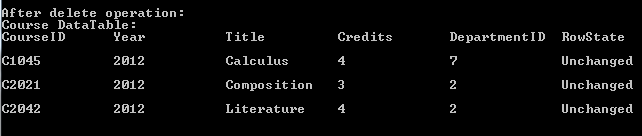 After delete operation:
Course DataTable:
CourseID Year Title Credits DepartmentID RowState
C1045 2012 Calculus 4 7 Unchanged
C2021 2012 Composition 3 2 Unchanged
C2042 2012 Literature 4 2 Unchanged